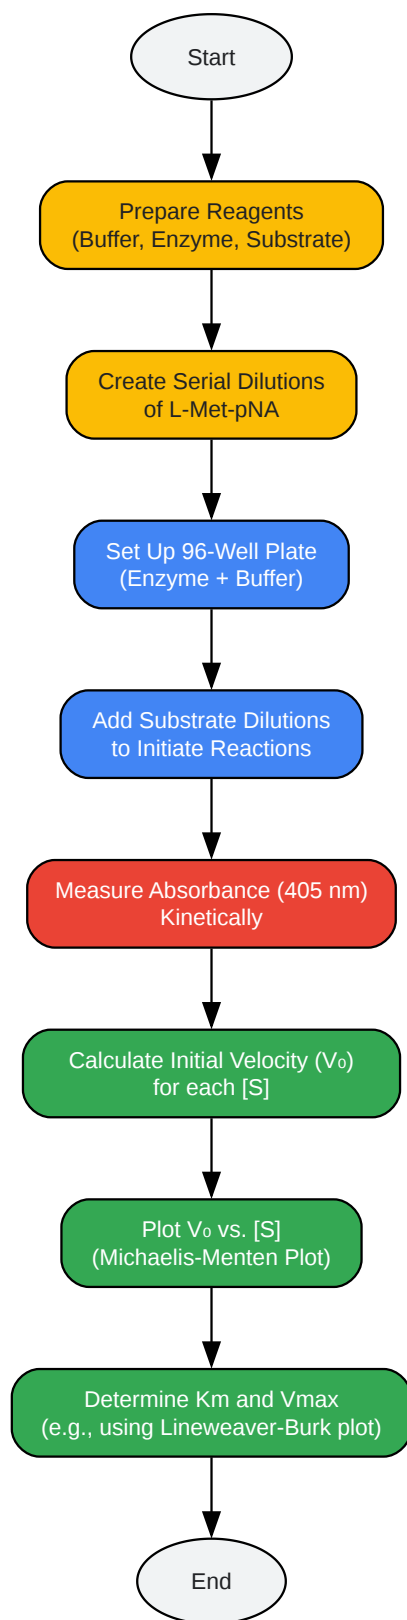 Start
Prepare Reagents
(Buffer, Enzyme, Substrate)
Create Serial Dilutions
of L-Met-pNA
Set Up 96-Well Plate
(Enzyme + Buffer)
Add Substrate Dilutions
to Initiate Reactions
Measure Absorbance (405 nm)
Kinetically
Calculate Initial Velocity (V₀)
for each [S]
Plot V₀ vs. [S]
(Michaelis-Menten Plot)
Determine Km and Vmax
(e.g., using Lineweaver-Burk plot)
End